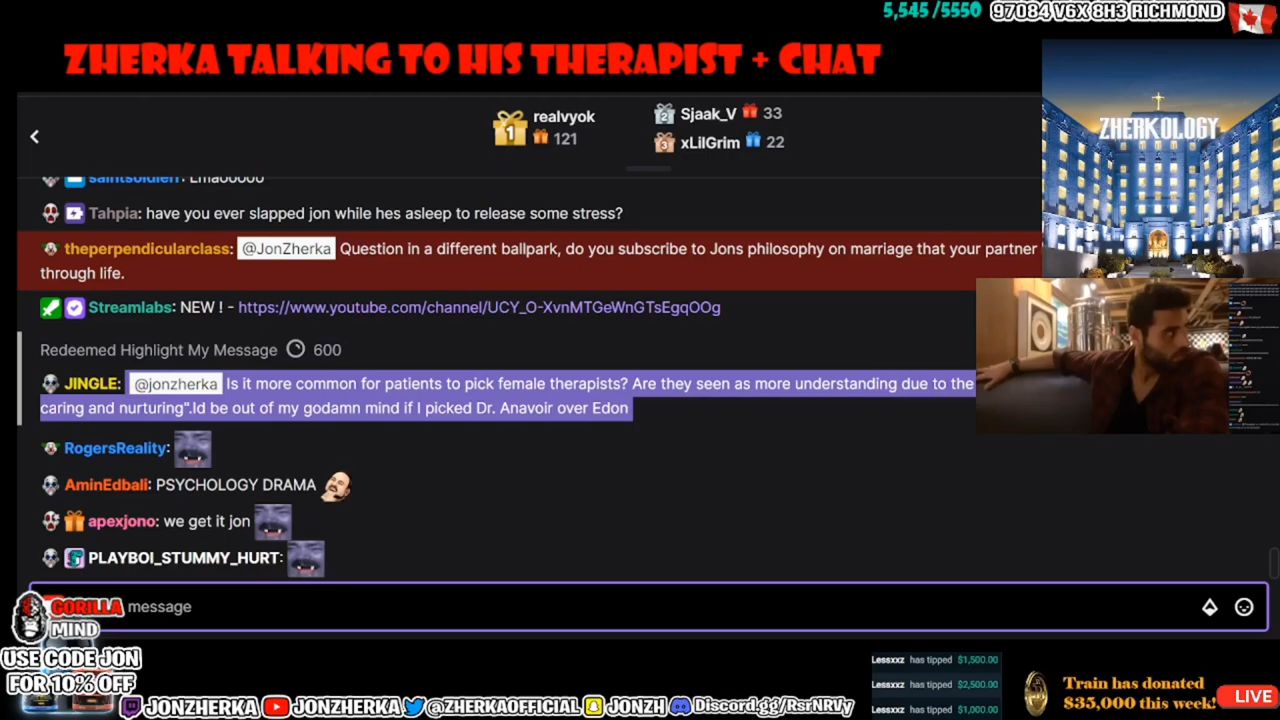 5,545 /5550
97084 V6X 8H3 RICHMOND
ZHERKA TALKING TO HIS THERAPIST + CHAT
ZHERKOLOGY
1 realvyok
121
2 Sjaak_V 33
3 xLilGrim 22
saintsoldierr: Lmaooooo
Tahpia: have you ever slapped jon while hes asleep to release some stress?
theperpendicularclass: @JonZherka Question in a different ballpark, do you subscribe to Jons philosophy on marriage that your partner
through life.
Streamlabs: NEW ! - https://www.youtube.com/channel/UCY_O-xvnMTGeWnGTsEgqOOg
Redeemed Highlight My Message 600
JINGLE: @jonzherka Is it more common for patients to pick female therapists? Are they seen as more understanding due to the
caring and nurturing".Id be out of my godamn mind if I picked Dr. Anavoir over Edon
RogersReality:
AminEdbali: PSYCHOLOGY DRAMA
apexjono: we get it jon
PLAYBOI_STUMMY_HURT:
message
GORILLA
MIND
USE CODE JON
FOR 10% OFF
Lessxxz has tipped $1,500.00
Lessxxz has tipped $2,500.00
Lessxxz has tipped $1,000.00
Train has donated
$35,000 this week!
LIVE
JONZHERKA JONZHERKA @ZHERKAOFFICIAL JONZH Discord.gg/RsrNRVy